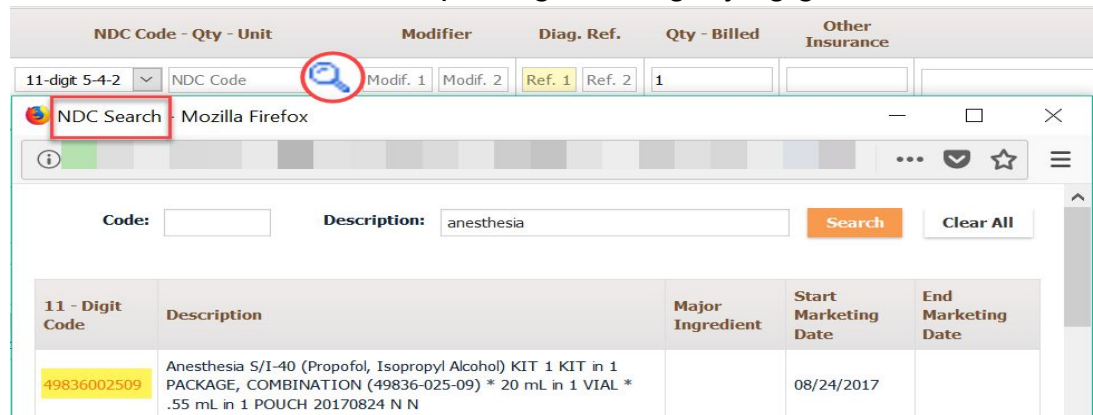 NDC Code - Qty - Unit Modifier Diag. Ref. Qty - Billed Other Insurance
11-digit 5-4-2 NDC Code Modif. 1 Modif. 2 Ref. 1 Ref. 2 1
NDC Search - Mozilla Firefox
Code: Description: anesthesia Search Clear All
11 - Digit Code Description Major Ingredient Start Marketing Date End Marketing Date
49836002509 Anesthesia S/I-40 (Propofol, Isopropyl Alcohol) KIT 1 KIT in 1
PACKAGE, COMBINATION (49836-025-09) * 20 mL in 1 VIAL * 08/24/2017
.55 mL in 1 POUCH 20170824 N N